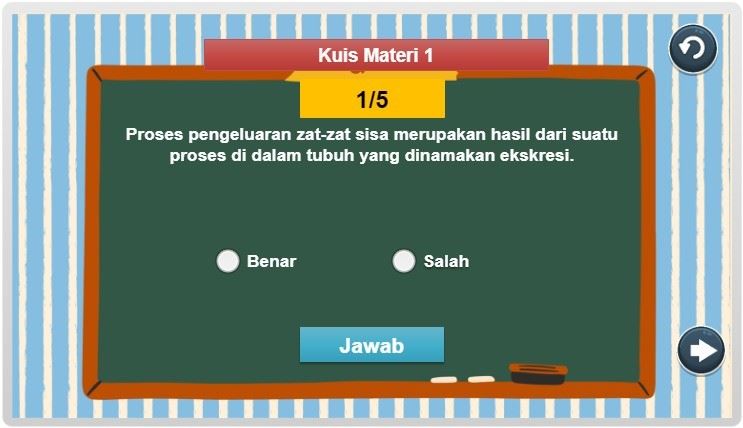 Kuis Materi 1
1/5
Proses pengeluaran zat-zat sisa merupakan hasil dari suatu
proses di dalam tubuh yang dinamakan ekskresi.
Benar
Salah
Jawab